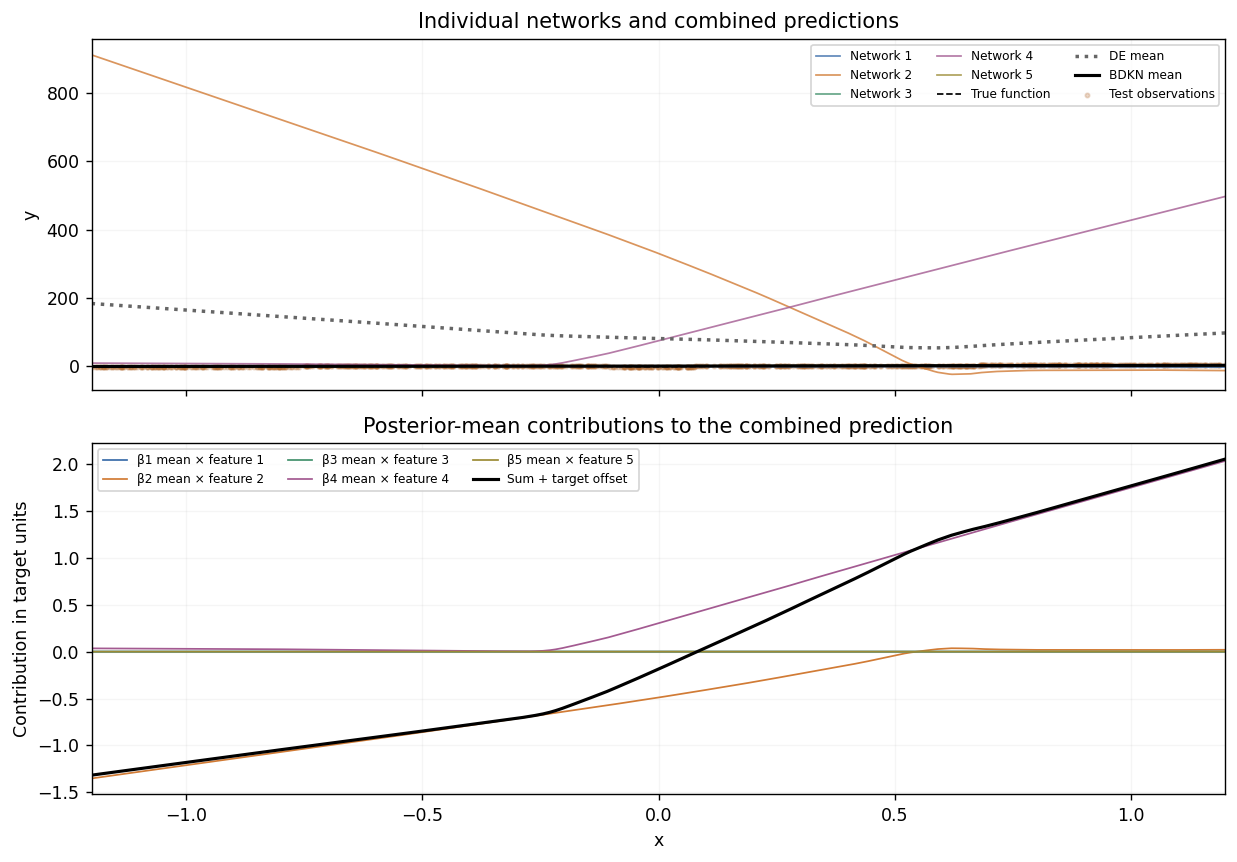 Individual networks and combined predictions
Network 1
Network 2
Network 3
Network 4
Network 5
True function
DE mean
BDKN mean
Test observations
800
600
400
200
0
y
Posterior-mean contributions to the combined prediction
β1 mean × feature 1
β2 mean × feature 2
β3 mean × feature 3
β4 mean × feature 4
β5 mean × feature 5
Sum + target offset
2.0
1.5
1.0
0.5
0.0
−0.5
−1.0
−1.5
Contribution in target units
−1.0
−0.5
0.0
0.5
1.0
x